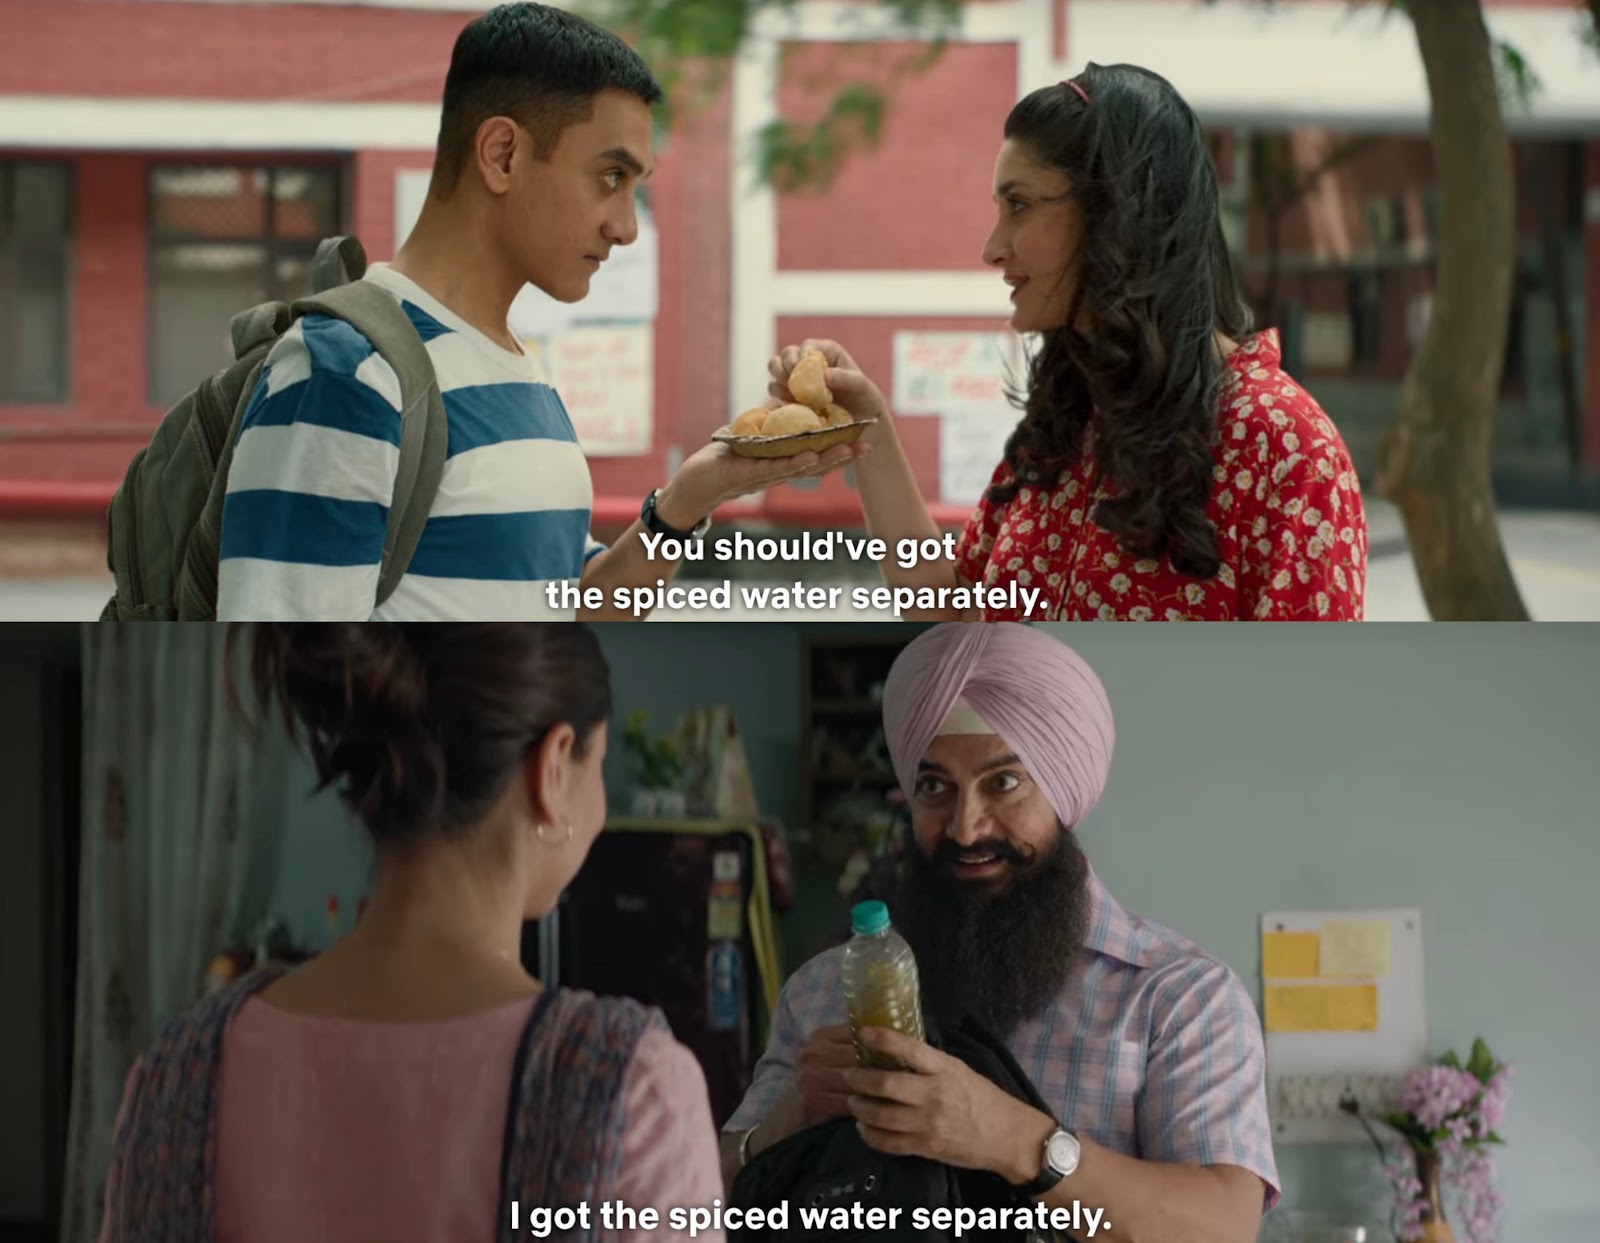 You should've got
the spiced water separately.
I got the spiced water separately.